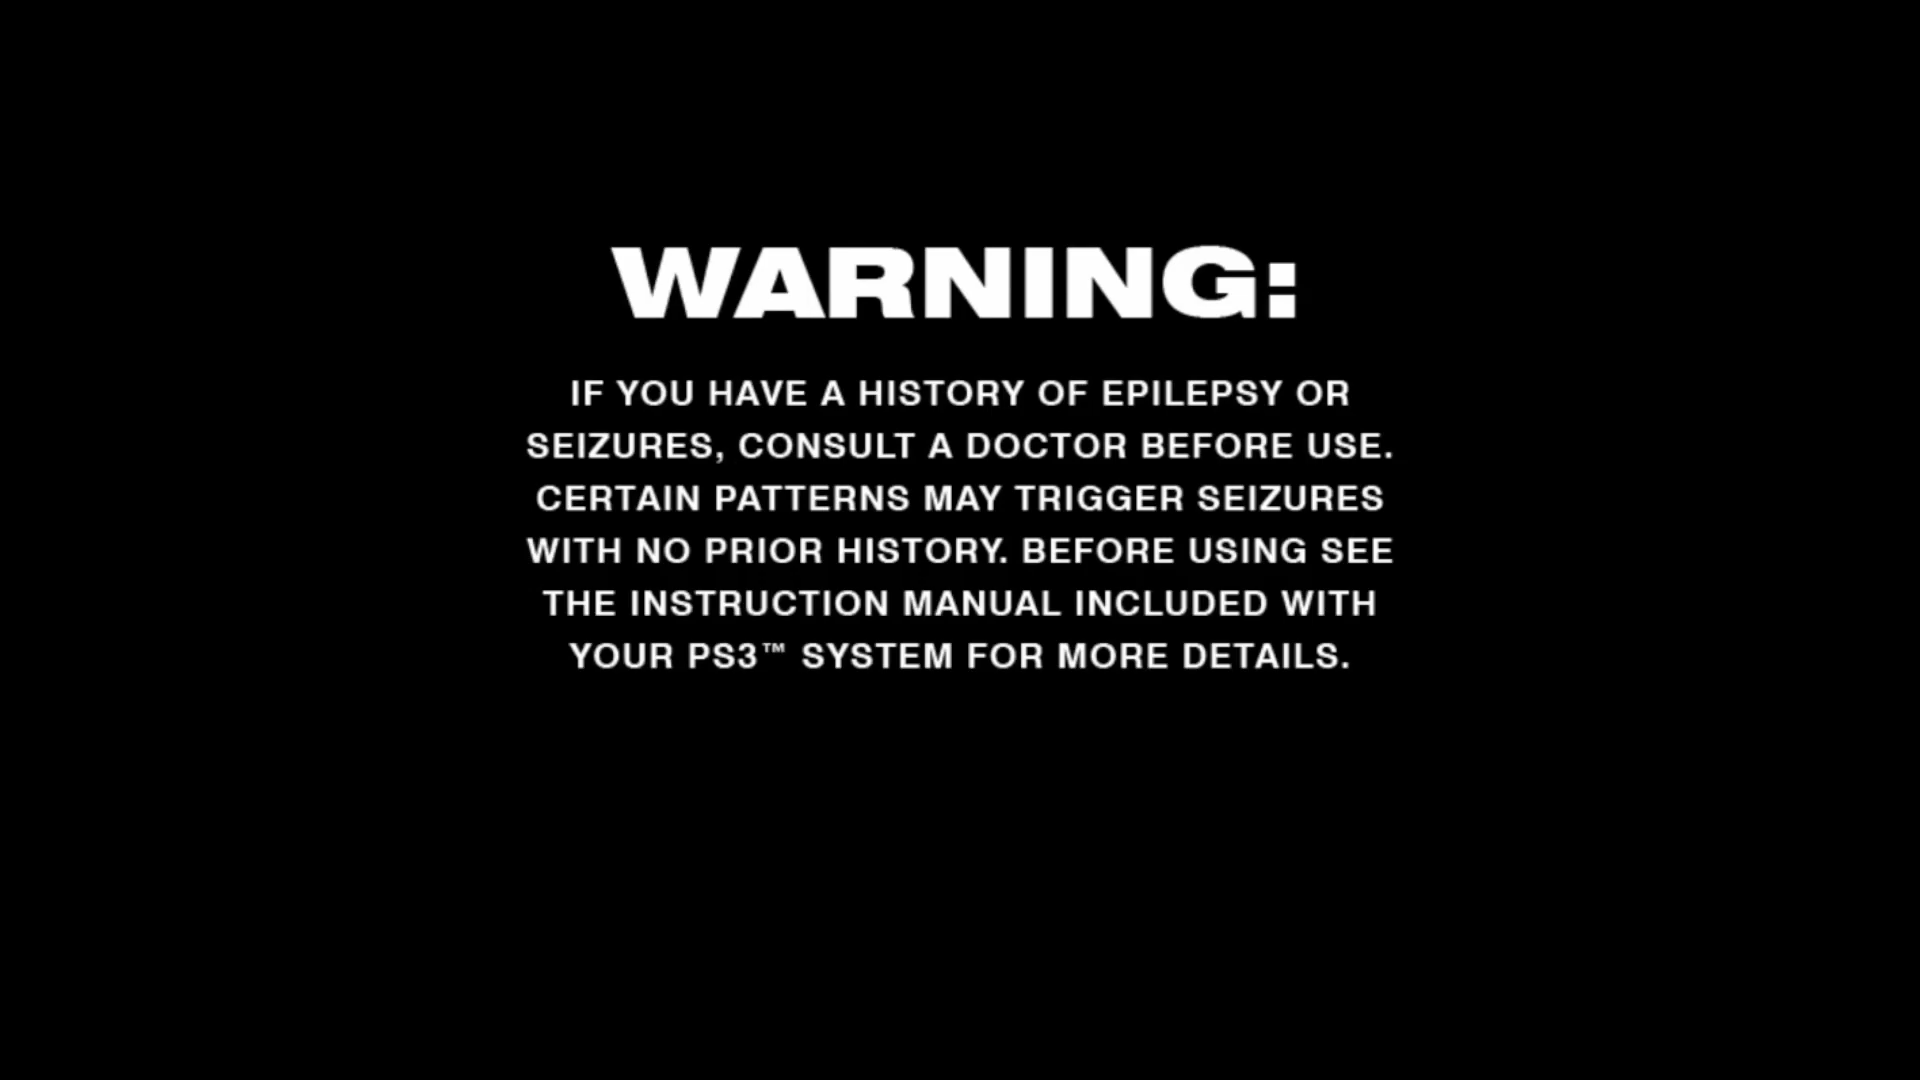 WARNING:
IF YOU HAVE A HISTORY OF EPILEPSY OR
SEIZURES, CONSULT A DOCTOR BEFORE USE.
CERTAIN PATTERNS MAY TRIGGER SEIZURES
WITH NO PRIOR HISTORY. BEFORE USING SEE
THE INSTRUCTION MANUAL INCLUDED WITH
YOUR PS3™ SYSTEM FOR MORE DETAILS.